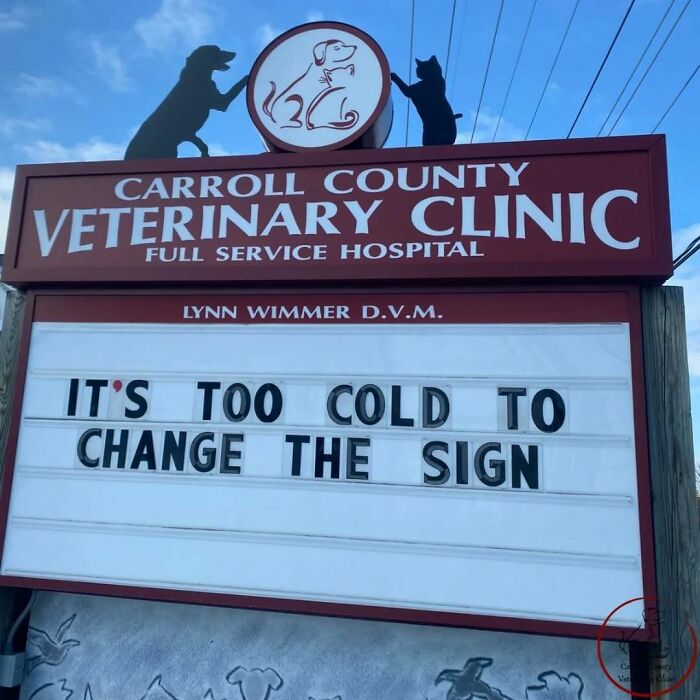 CARROLL COUNTY
VETERINARY CLINIC
FULL SERVICE HOSPITAL
LYNN WIMMER D.V.M.
IT'S TOO COLD TO
CHANGE THE SIGN